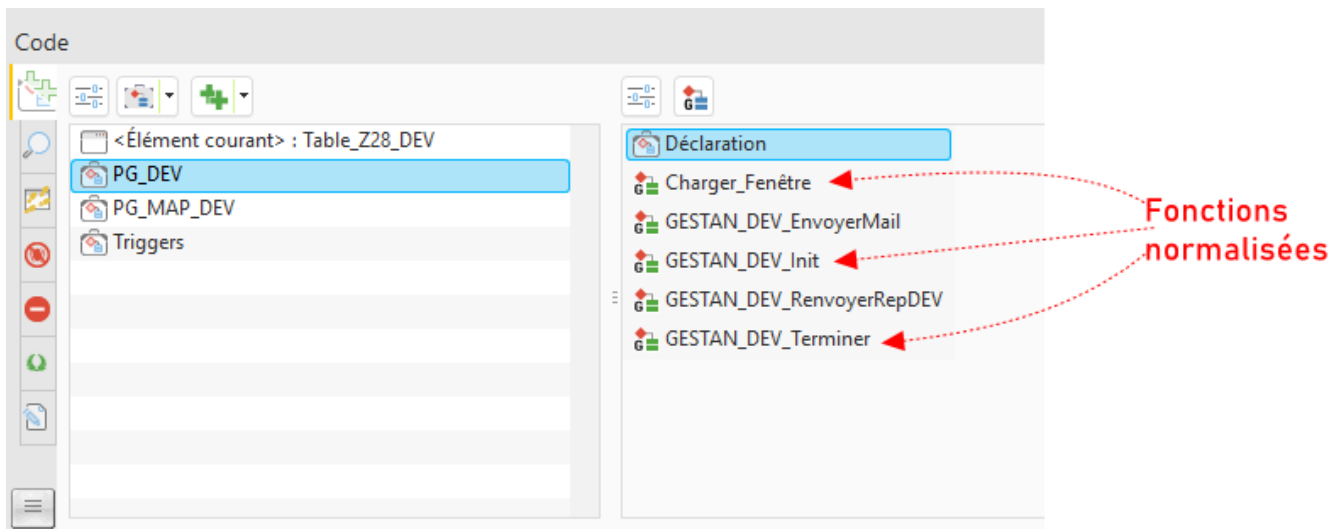 Code
<Élément courant> : Table_Z28_DEV
PG_DEV
PG_MAP_DEV
Triggers
Déclaration
Charger_Fenêtre
GESTAN_DEV_EnvoyerMail
GESTAN_DEV_Init
GESTAN_DEV_RenvoyerRepDEV
GESTAN_DEV_Terminer
Fonctions
normalisées